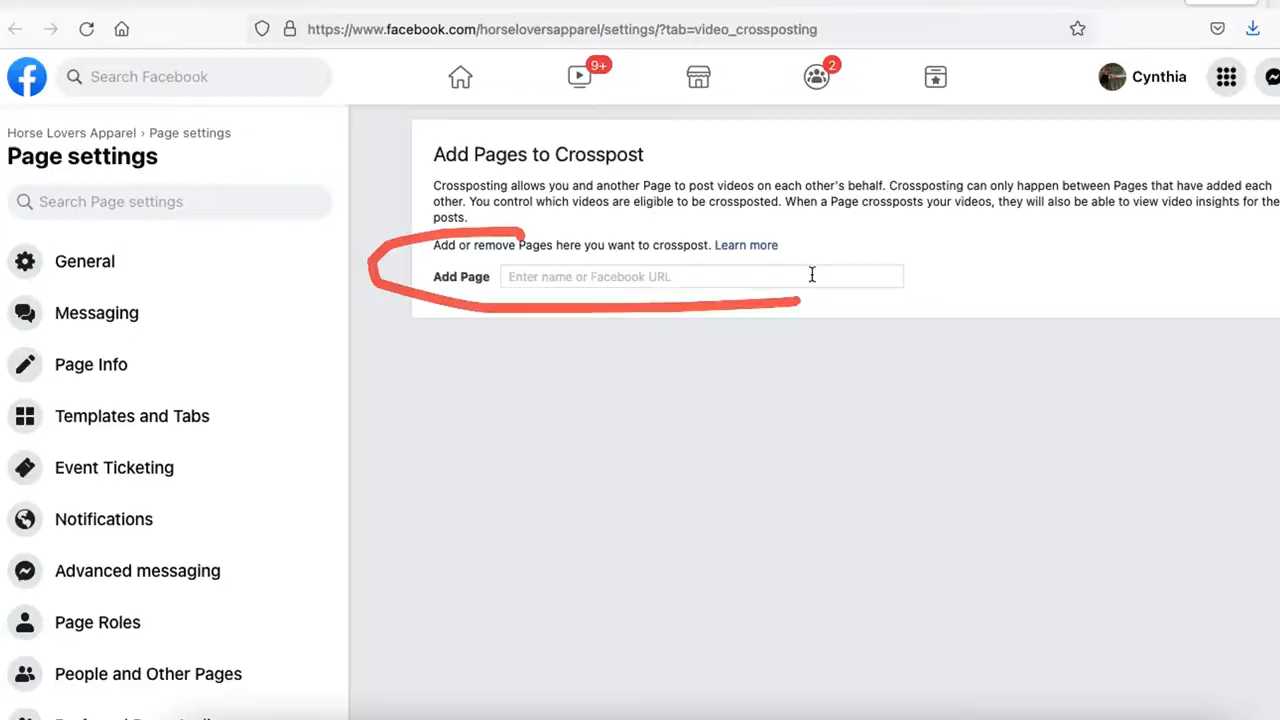 https://www.facebook.com/horseloversapparel/settings/?tab=video_crossposting
Search Facebook
9+
2
Cynthia
Horse Lovers Apparel › Page settings
Page settings
Search Page settings
General
Messaging
Page Info
Templates and Tabs
Event Ticketing
Notifications
Advanced messaging
Page Roles
People and Other Pages
Add Pages to Crosspost
Crossposting allows you and another Page to post videos on each other's behalf. Crossposting can only happen between Pages that have added each
other. You control which videos are eligible to be crossposted. When a Page crossposts your videos, they will also be able to view video insights for the
posts.
Add or remove Pages here you want to crosspost. Learn more
Add Page Enter name or Facebook URL